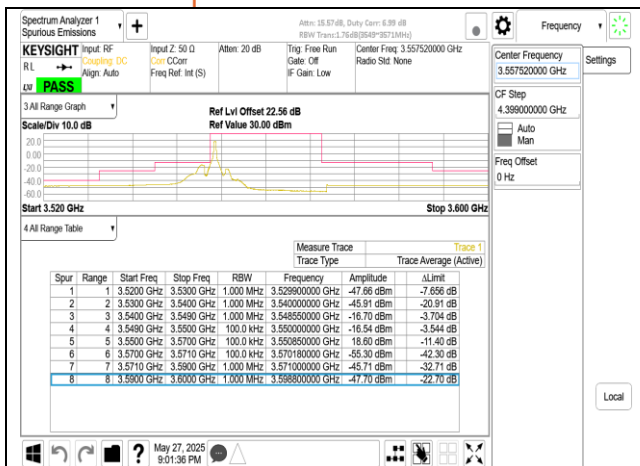 Spectrum Analyzer 1
Spurious Emissions
Attn: 15.57dB, Duty Corr: 6.99 dB
RBW Trans:1.76dB(3549~3571MHz)
Frequency
KEYSIGHT Input: RF
Coupling: DC
Align: Auto
RL
Input Z: 50 Ω
Corr CCorr
Freq Ref: Int (S)
Atten: 20 dB
Trig: Free Run
Gate: Off
IF Gain: Low
Center Freq: 3.557520000 GHz
Radio Std: None
LXI PASS
Center Frequency
3.557520000 GHz
Settings
CF Step
4.399000000 GHz
Auto
Man
Freq Offset
0 Hz
3 All Range Graph
Scale/Div 10.0 dB
Ref Lvl Offset 22.56 dB
Ref Value 30.00 dBm
20.0
0.00
-20.0
-40.0
-60.0
Start 3.520 GHz
Stop 3.600 GHz
4 All Range Table
Measure Trace Trace 1
Trace Type Trace Average (Active)
Spur Range Start Freq Stop Freq RBW Frequency Amplitude ΔLimit
1 1 3.5200 GHz 3.5300 GHz 1.000 MHz 3.529900000 GHz -47.66 dBm -7.656 dB
2 2 3.5300 GHz 3.5400 GHz 1.000 MHz 3.540000000 GHz -45.91 dBm -20.91 dB
3 3 3.5400 GHz 3.5490 GHz 1.000 MHz 3.548550000 GHz -16.70 dBm -3.704 dB
4 4 3.5490 GHz 3.5500 GHz 100.0 kHz 3.550000000 GHz -16.54 dBm -3.544 dB
5 5 3.5500 GHz 3.5700 GHz 100.0 kHz 3.550850000 GHz 18.60 dBm -11.40 dB
6 6 3.5700 GHz 3.5710 GHz 100.0 kHz 3.570180000 GHz -55.30 dBm -42.30 dB
7 7 3.5710 GHz 3.5900 GHz 1.000 MHz 3.571000000 GHz -45.71 dBm -32.71 dB
8 8 3.5900 GHz 3.6000 GHz 1.000 MHz 3.598800000 GHz -47.70 dBm -22.70 dB
Local
May 27, 2025
9:01:36 PM